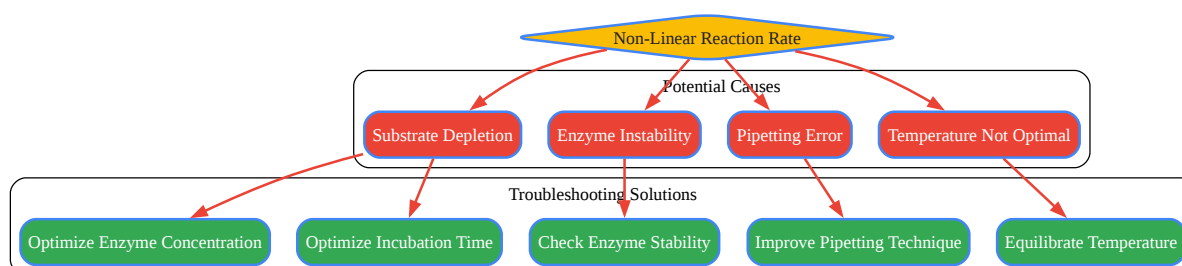 Non-Linear Reaction Rate
Potential Causes
Substrate Depletion
Enzyme Instability
Pipetting Error
Temperature Not Optimal
Troubleshooting Solutions
Optimize Enzyme Concentration
Optimize Incubation Time
Check Enzyme Stability
Improve Pipetting Technique
Equilibrate Temperature